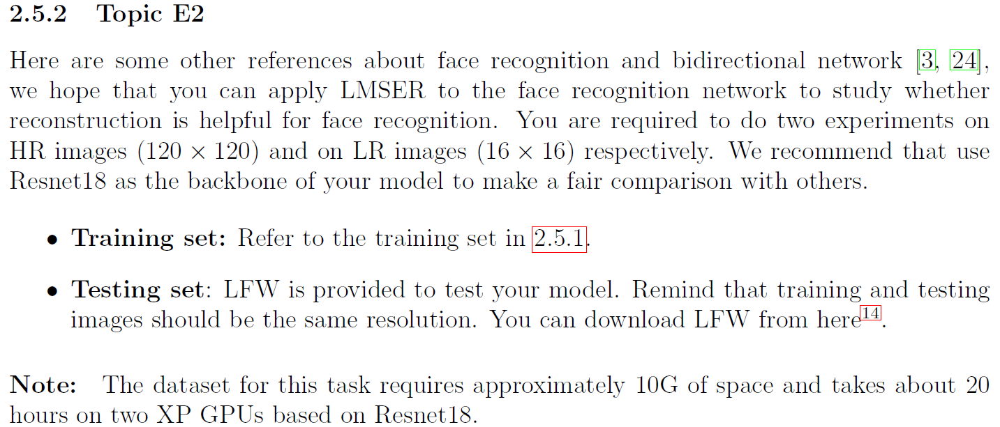 2.5.2 Topic E2
Here are some other references about face recognition and bidirectional network [3, 24],
we hope that you can apply LMSER to the face recognition network to study whether
reconstruction is helpful for face recognition. You are required to do two experiments on
HR images (120 × 120) and on LR images (16 × 16) respectively. We recommend that use
Resnet18 as the backbone of your model to make a fair comparison with others.
• Training set: Refer to the training set in 2.5.1.
• Testing set: LFW is provided to test your model. Remind that training and testing
images should be the same resolution. You can download LFW from here14.
Note: The dataset for this task requires approximately 10G of space and takes about 20
hours on two XP GPUs based on Resnet18.